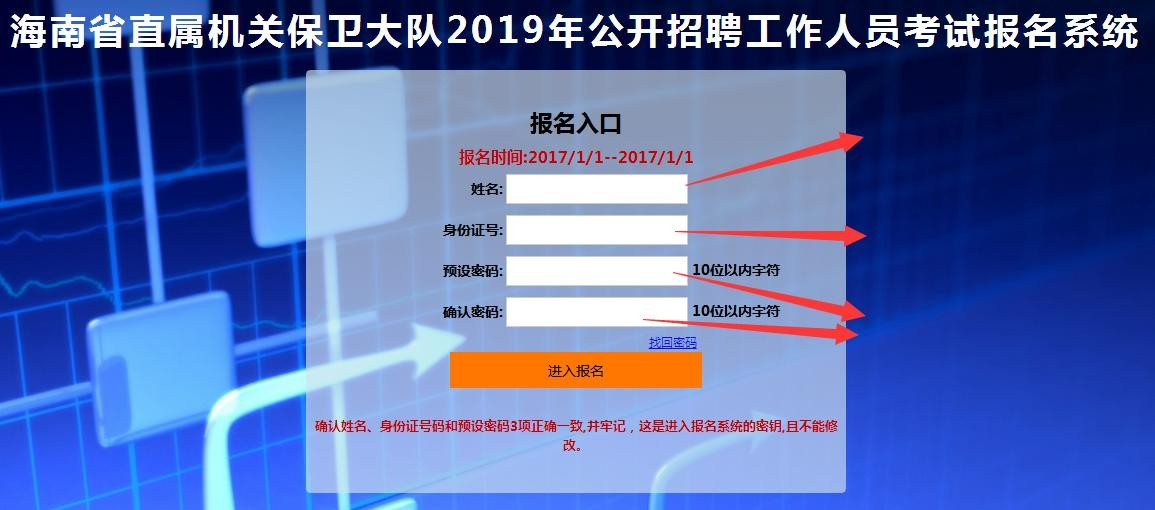 海南省直属机关保卫大队2019年公开招聘工作人员考试报名系统
报名入口
报名时间:2017/1/1--2017/1/1
姓名:
身份证号:
预设密码: 10位以内字符
确认密码: 10位以内字符
找回密码
进入报名
确认姓名、身份证号码和预设密码3项正确一致,并牢记，这是进入报名系统的密钥,且不能修
改。